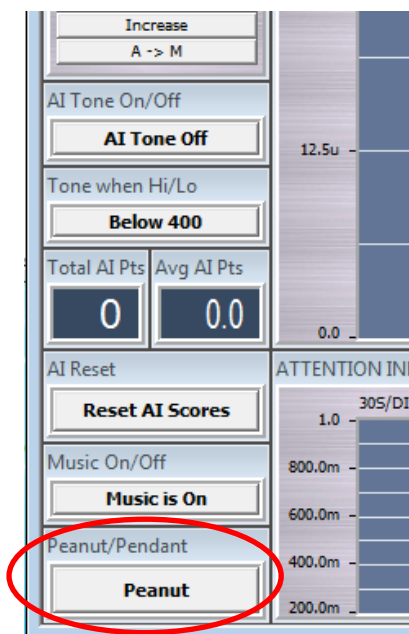 Increase
A -> M
AI Tone On/Off
AI Tone Off
Tone when Hi/Lo
Below 400
Total AI Pts Avg AI Pts
0 0.0
AI Reset
Reset AI Scores
Music On/Off
Music is On
Peanut/Pendant
Peanut
12.5u
0.0
ATTENTION
30S/DI
1.0
800.0m
600.0m
400.0m
200.0m